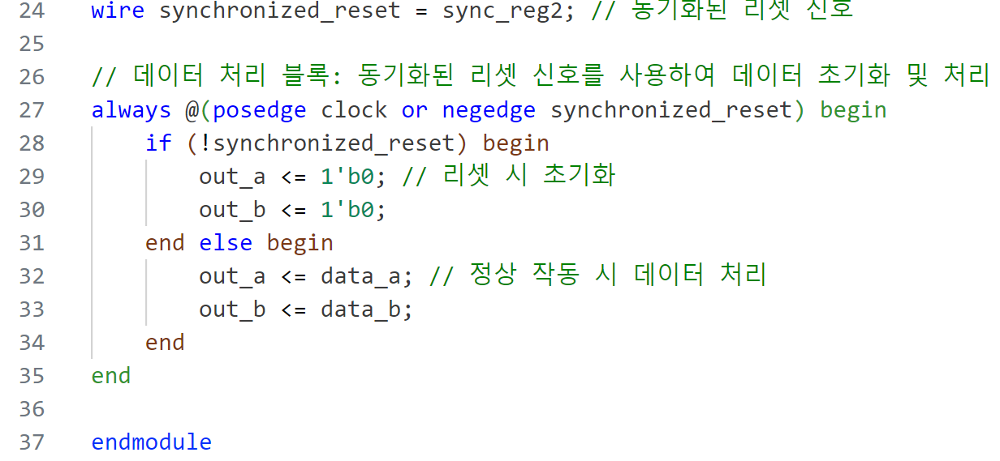 24 wire synchronized_reset = sync_reg2; // 동기화된 리셋 신호
25
26 // 데이터 처리 블록: 동기화된 리셋 신호를 사용하여 데이터 초기화 및 처리
27 always @(posedge clock or negedge synchronized_reset) begin
28 if (!synchronized_reset) begin
29 out_a <= 1'b0; // 리셋 시 초기화
30 out_b <= 1'b0;
31 end else begin
32 out_a <= data_a; // 정상 작동 시 데이터 처리
33 out_b <= data_b;
34 end
35 end
36
37 endmodule